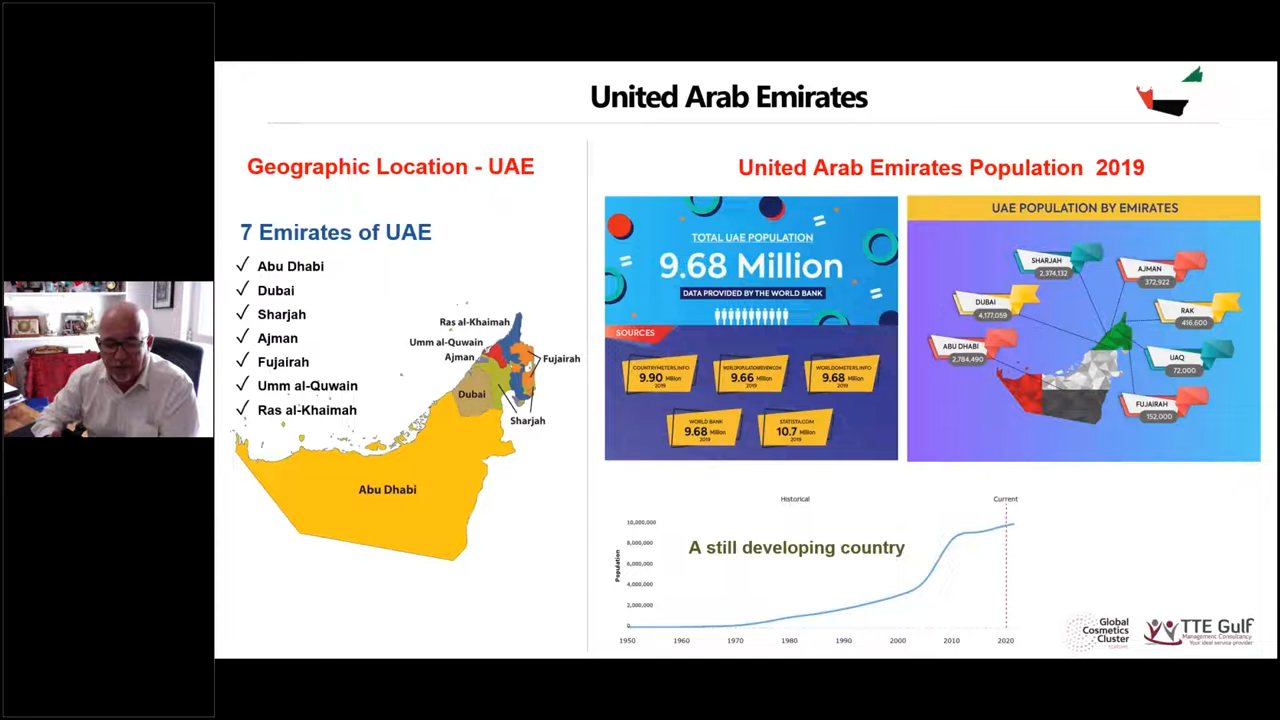 United Arab Emirates
Geographic Location - UAE
7 Emirates of UAE
✓ Abu Dhabi
✓ Dubai
✓ Sharjah
✓ Ajman
✓ Fujairah
✓ Umm al-Quwain
✓ Ras al-Khaimah
Ras al-Khaimah
Umm al-Quwain
Ajman
Fujairah
Dubai
Sharjah
Abu Dhabi
United Arab Emirates Population 2019
TOTAL UAE POPULATION
9.68 Million
DATA PROVIDED BY THE WORLD BANK
SOURCES
COUNTRYMETERS.INFO
9.90 Million
2019
WORLDPOPULATIONREVIEW.COM
9.66 Million
2019
WORLDOMETERS.INFO
9.68 Million
2019
WORLD BANK
9.68 Million
2019
STATISTA.COM
10.7 Million
2019
UAE POPULATION BY EMIRATES
SHARJAH
2,374,132
AJMAN
372,922
DUBAI
4,177,059
RAK
416,600
ABU DHABI
2,784,490
UAQ
72,000
FUJAIRAH
152,000
Historical
Current
A still developing country
Population
10,000,000
8,000,000
6,000,000
4,000,000
2,000,000
0
1950 1960 1970 1980 1990 2000 2010 2020
Global
Cosmetics
Cluster
EUROPE
TTE Gulf
Management Consultancy
Your ideal service provider